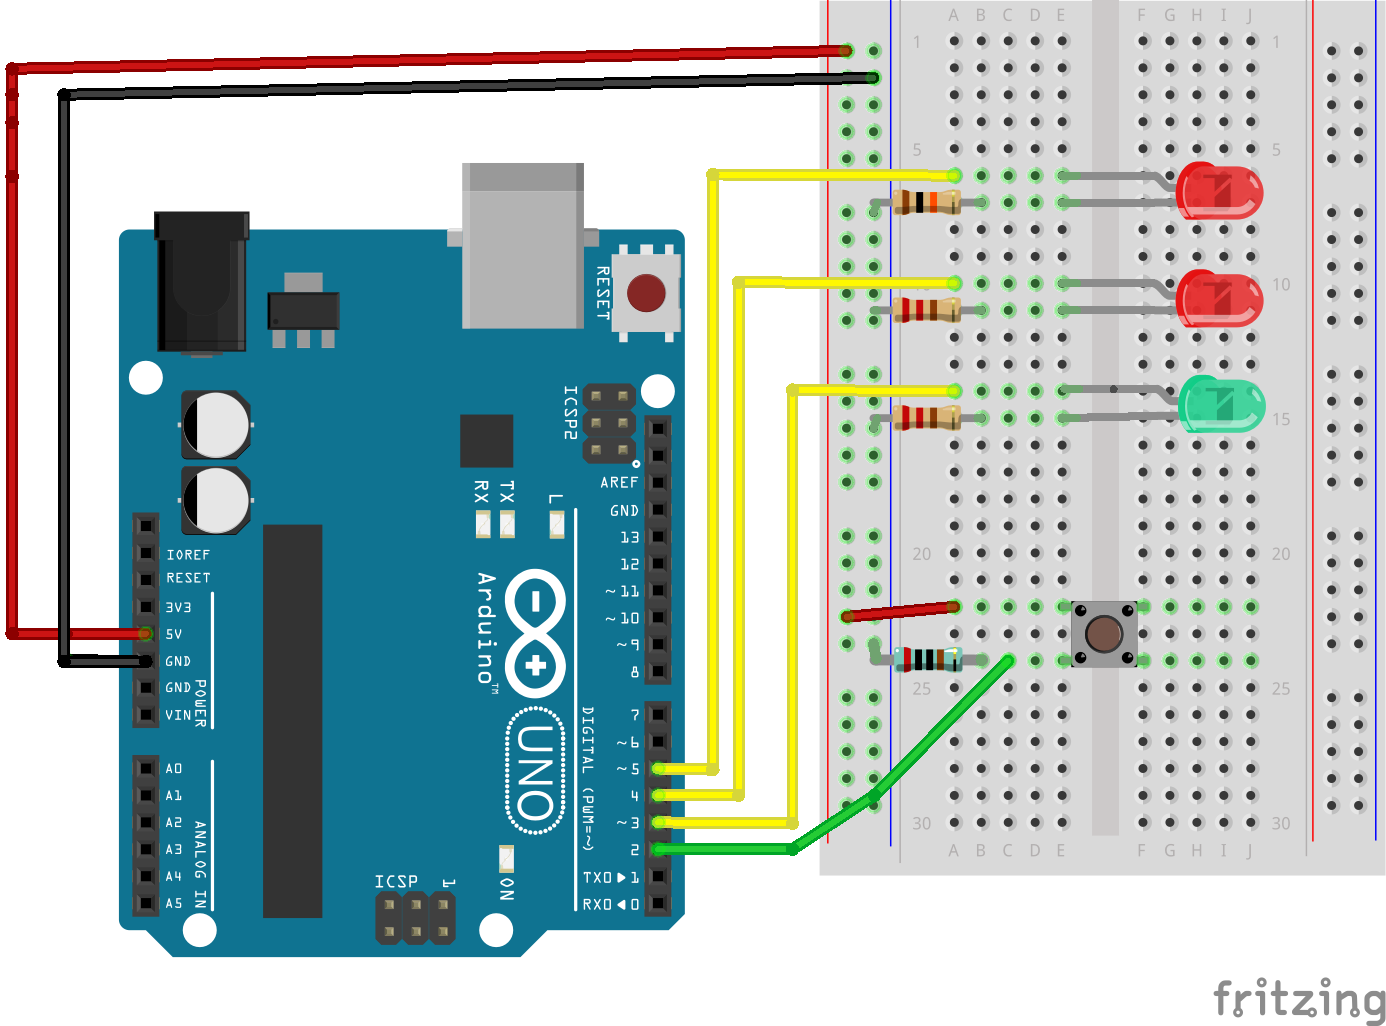 A B C D E F G H I J
1 1
5 5
10
15
20 20
25 25
30 30
A B C D E F G H I J
RESET
ICSP2
AREF
GND
13
12
~11
~10
~9
8
7
~6
~5
4
~3
2
TX0▶1
RX0◀0
DIGITAL (PWM=~)
RX
TX
L
Arduino™
UNO
IOREF
RESET
3V3
5V
GND
GND
VIN
POWER
A0
A1
A2
A3
A4
A5
ANALOG IN
ICSP
1
ON
fritzing